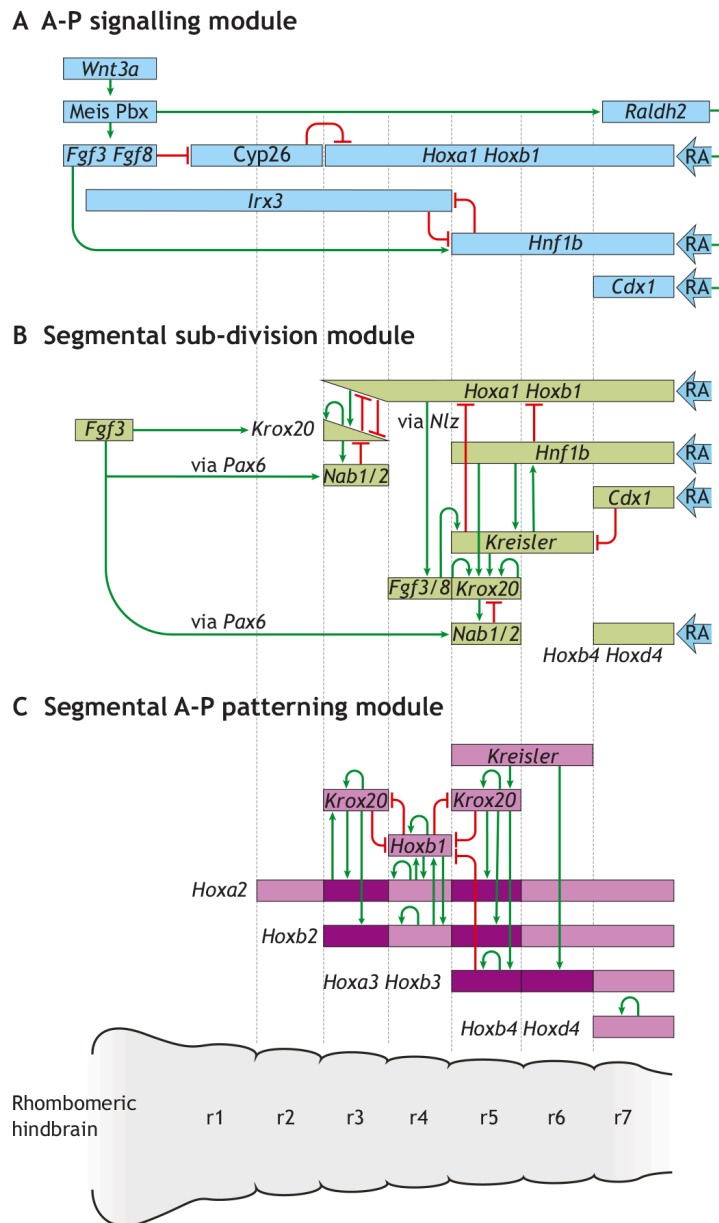 A A-P signalling module
Wnt3a
Meis Pbx
Raldh2
Fgf3 Fgf8
Cyp26
Hoxa1 Hoxb1
RA
Irx3
Hnf1b
RA
Cdx1
RA
B Segmental sub-division module
Hoxa1 Hoxb1
RA
Fgf3
Krox20
via Nlz
Hnf1b
RA
via Pax6
Nab1/2
Cdx1
RA
Kreisler
Fgf3/8
Krox20
via Pax6
Nab1/2
RA
Hoxb4 Hoxd4
C Segmental A-P patterning module
Kreisler
Krox20
Krox20
Hoxb1
Hoxa2
Hoxb2
Hoxa3 Hoxb3
Hoxb4 Hoxd4
Rhombomeric
hindbrain
r1 r2 r3 r4 r5 r6 r7